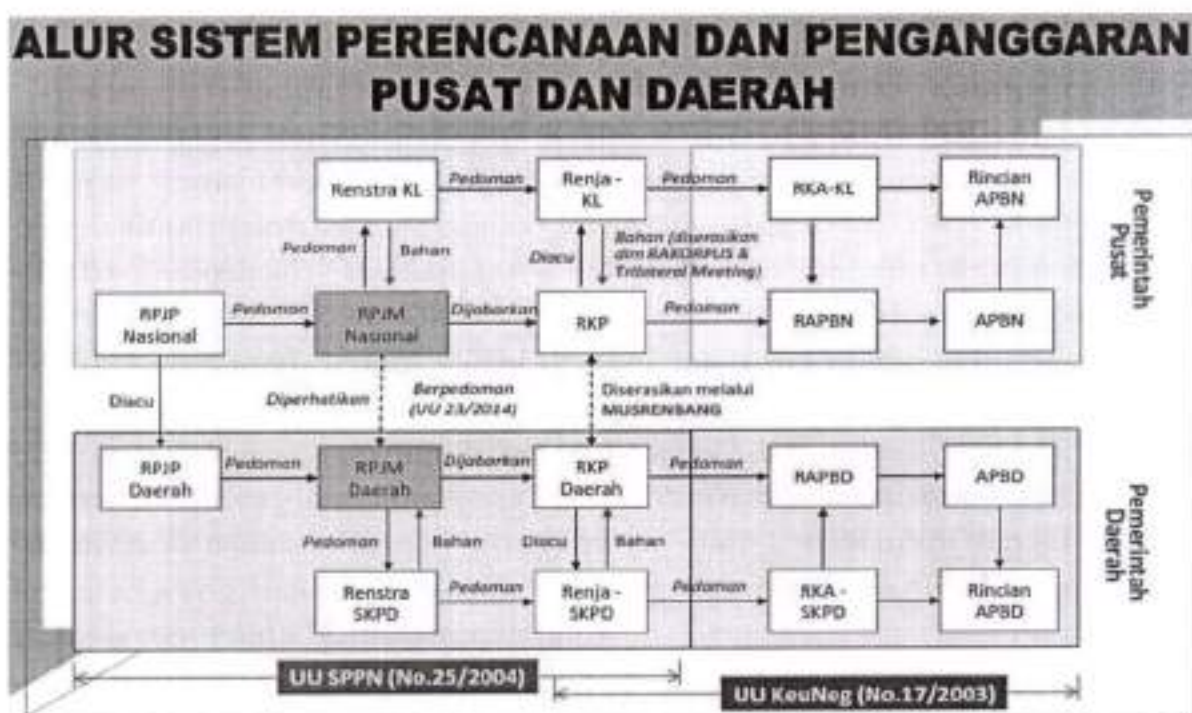 ALUR SISTEM PERENCANAAN DAN PENGANGGARAN
PUSAT DAN DAERAH
Renstra KL
Pedoman
Renja -
KL
Pedoman
RKA-KL
Rincian
APBN
Pedoman
Bahan
Diacu
Bahan (diserasikan
dlm RAKORPUS &
Trilateral Meeting)
RPJP
Nasional
Pedoman
RPJM
Nasional
Dijabarkan
RKP
Pedoman
RAPBN
APBN
Pemerintah
Pusat
Diacu
Diperhatikan
Berpedoman
(UU 23/2014)
Diserasikan melalui
MUSRENBANG
RPJP
Daerah
Pedoman
RPJM
Daerah
Dijabarkan
RKP
Daerah
Pedoman
RAPBD
APBD
Pedoman
Bahan
Diacu
Bahan
Renstra
SKPD
Pedoman
Renja -
SKPD
Pedoman
RKA -
SKPD
Rincian
APBD
Pemerintah
Daerah
UU SPPN (No.25/2004)
UU KeuNeg (No.17/2003)